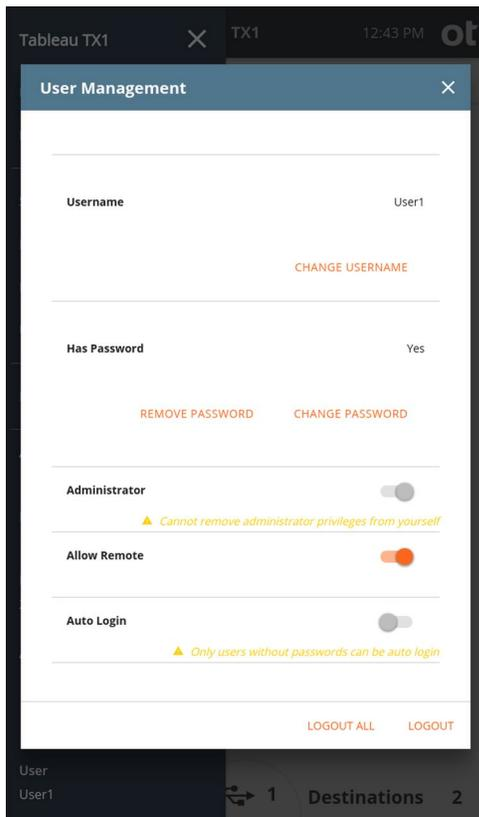 Tableau TX1
TX1
12:43 PM
ot
User Management
Username
User1
CHANGE USERNAME
Has Password
Yes
REMOVE PASSWORD
CHANGE PASSWORD
Administrator
Cannot remove administrator privileges from yourself
Allow Remote
Auto Login
Only users without passwords can be auto login
LOGOUT ALL
LOGOUT
User
User1
1
Destinations
2